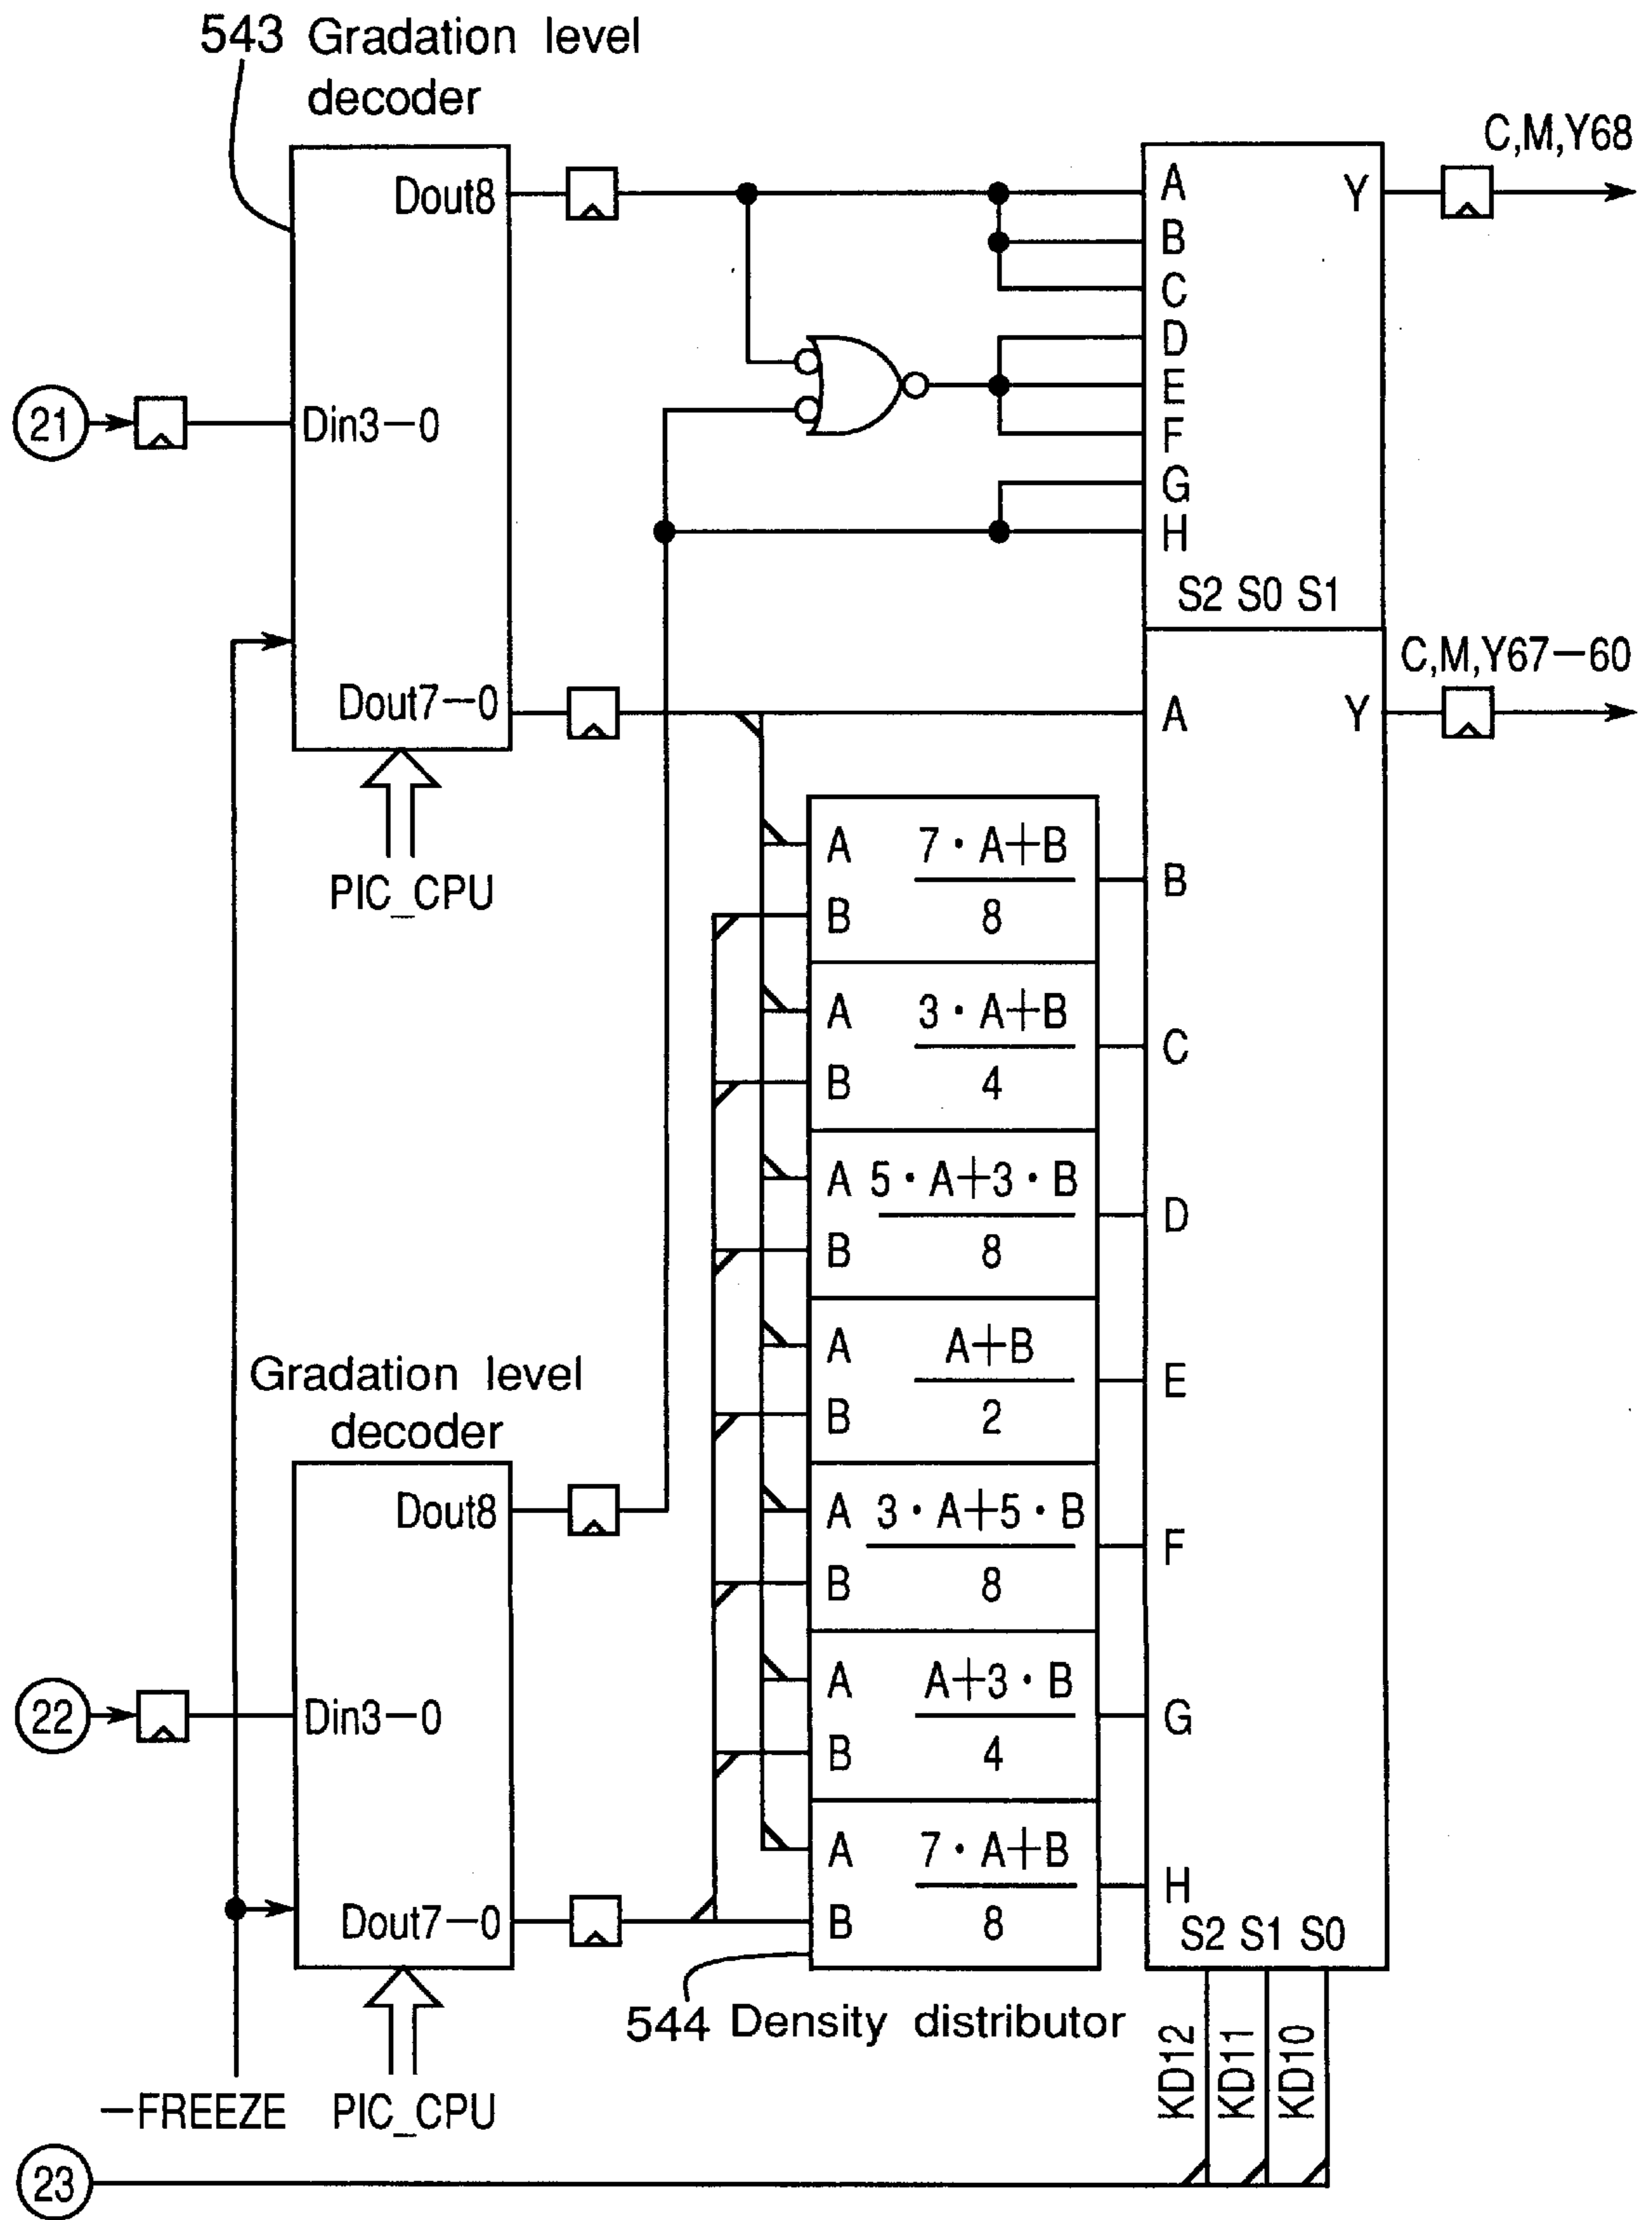 543 Gradation level
decoder
Dout8
Din3—0
Dout7—0
PIC_CPU
21
A
B
C
D
E
F
G
H
Y
S2 S0 S1
C,M,Y68
A
Y
C,M,Y67—60
A
B
7・A+B
8
B
A
B
3・A+B
4
C
A
B
5・A+3・B
8
D
A
B
A+B
2
E
A
B
3・A+5・B
8
F
A
B
A+3・B
4
G
A
B
7・A+B
8
H
S2 S1 S0
Gradation level
decoder
Dout8
22
Din3—0
Dout7—0
544 Density distributor
KD12
KD11
KD10
—FREEZE
PIC_CPU
23